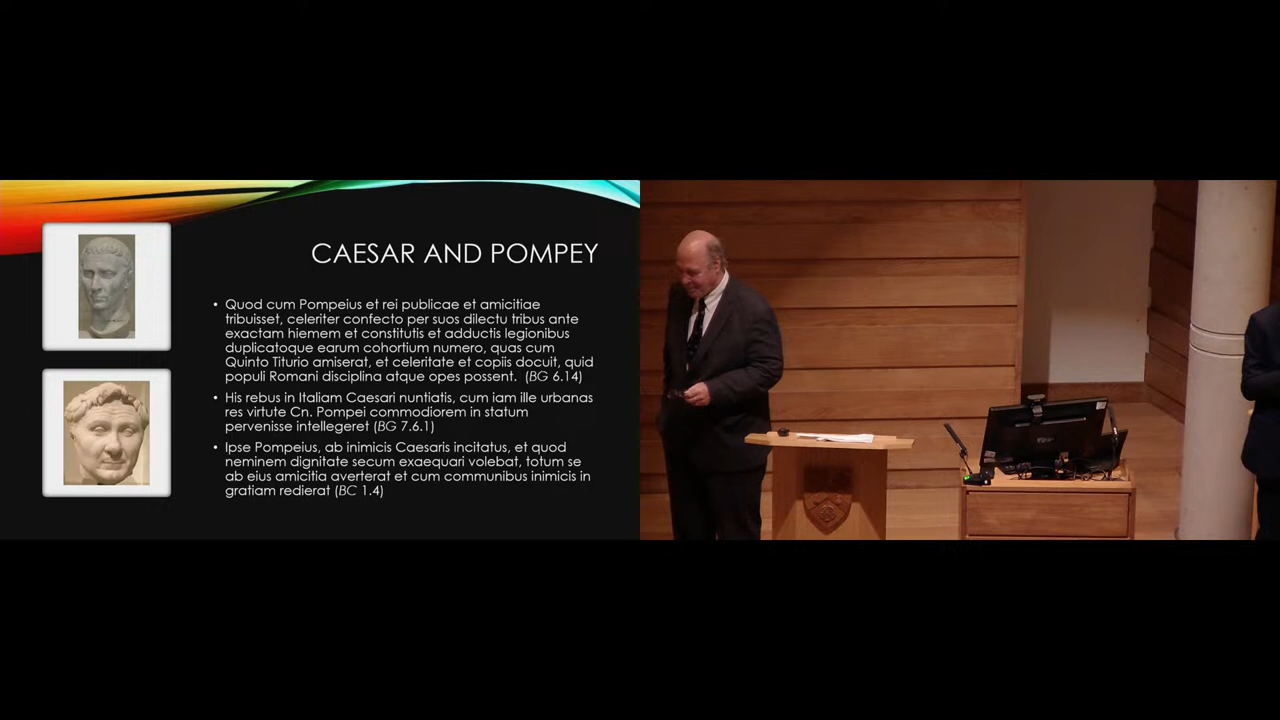 CAESAR AND POMPEY
• Quod cum Pompeius et rei publicae et amicitiae
tribuisset, celeriter confecto per suos dilectu tribus ante
exactam hiemem et constitutis et adductis legionibus
duplicatoque earum cohortium numero, quas cum
Quinto Titurio amiserat, et celeritate et copiis docuit, quid
populi Romani disciplina atque opes possent. (BG 6.14)
• His rebus in Italiam Caesari nuntiatis, cum iam ille urbanas
res virtute Cn. Pompei commodiorem in statum
pervenisse intellegeret (BG 7.6.1)
• Ipse Pompeius, ab inimicis Caesaris incitatus, et quod
neminem dignitate secum exaequari volebat, totum se
ab eius amicitia averterat et cum communibus inimicis in
gratiam redierat (BC 1.4)